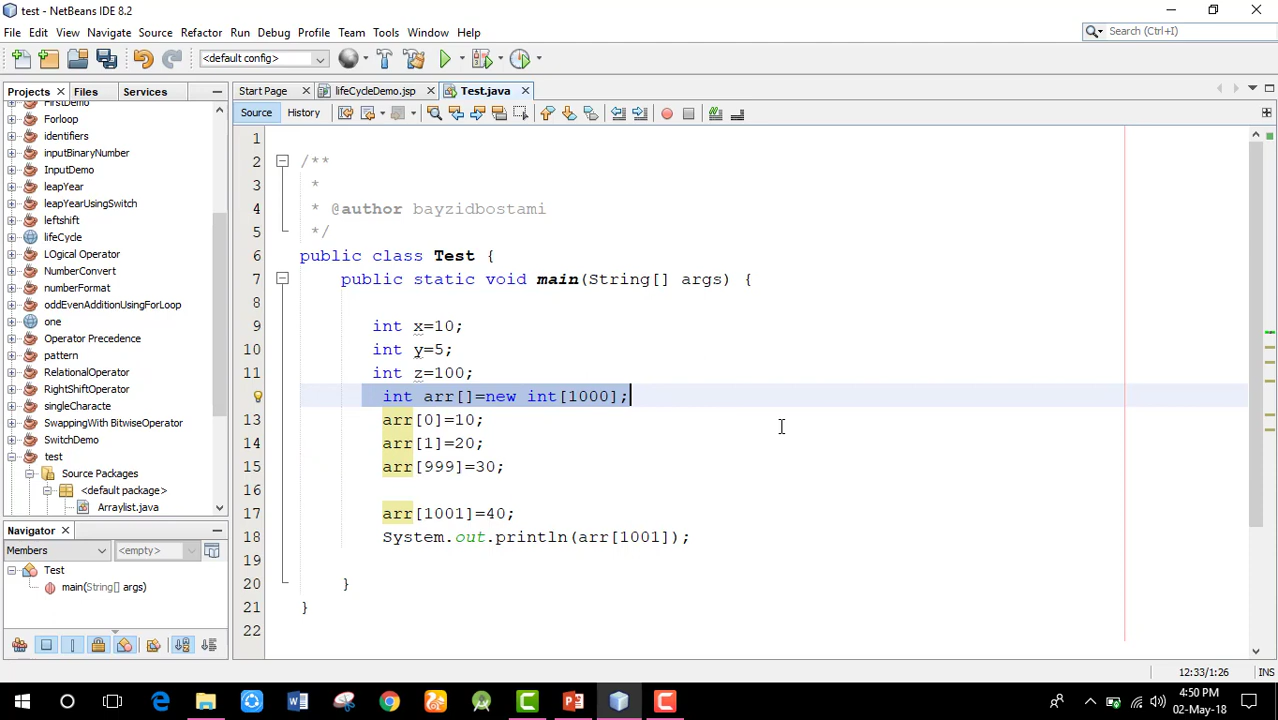 test - NetBeans IDE 8.2
File Edit View Navigate Source Refactor Run Debug Profile Team Tools Window Help
Search (Ctrl+I)
<default config>
Projects Files Services
Start Page lifeCycleDemo.jsp Test.java
Source History
FirstDemo
Forloop
identifiers
inputBinaryNumber
InputDemo
leapYear
leapYearUsingSwitch
leftshift
lifeCycle
LOgical Operator
NumberConvert
numberFormat
oddEvenAdditionUsingForLoop
one
Operator Precedence
pattern
RelationalOperator
RightShiftOperator
singleCharacter
SwappingWith BitwiseOperator
SwitchDemo
test
Source Packages
<default package>
Arraylist.java
Navigator
Members <empty>
Test
main(String[] args)
1
2 /**
3 *
4 * @author bayzidbostami
5 */
6 public class Test {
7 public static void main(String[] args) {
8
9 int x=10;
10 int y=5;
11 int z=100;
int arr[]=new int[1000];
13 arr[0]=10;
14 arr[1]=20;
15 arr[999]=30;
16
17 arr[1001]=40;
18 System.out.println(arr[1001]);
19
20 }
21 }
22
12:33/1:26 INS
4:50 PM
02-May-18